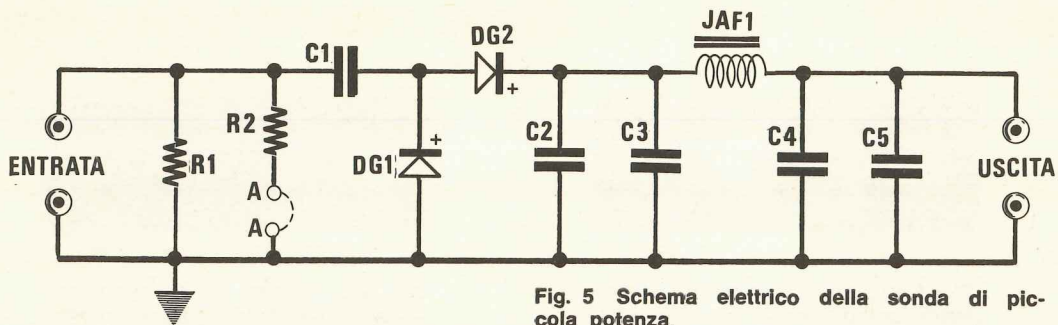 JAF1
DG2
C1
R2
C2
C3
C4
C5
ENTRATA
R1
DG1
USCITA
A
A
+
+
Fig. 5 Schema elettrico della sonda di pic-
cola potenza.